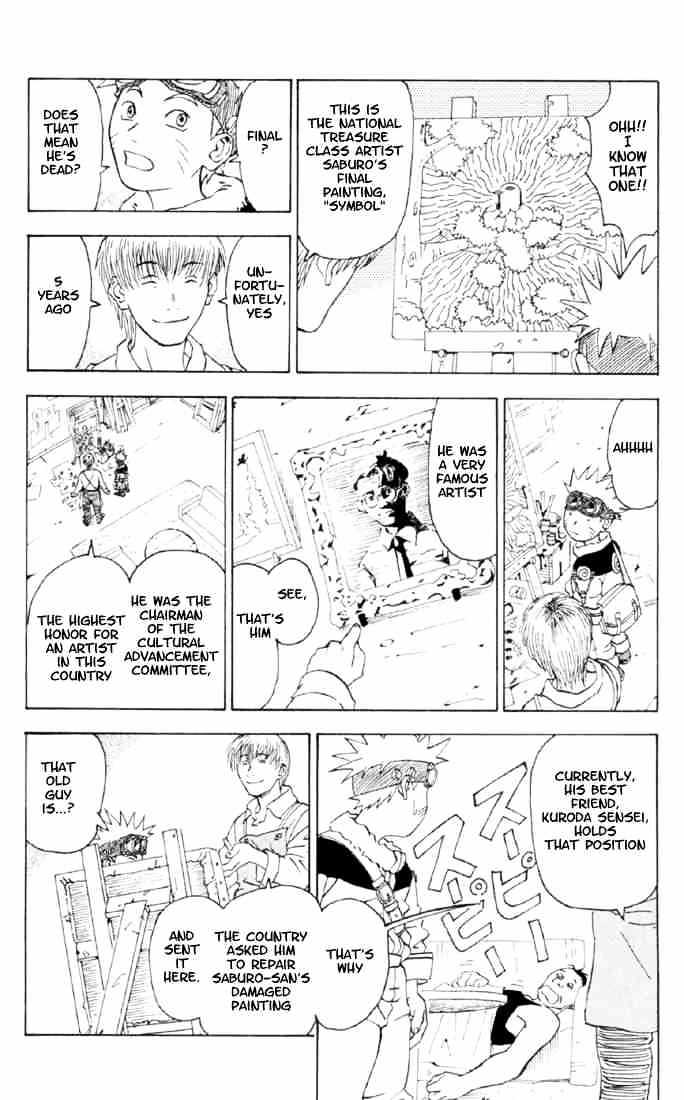 OHH!!
I
KNOW
THAT
ONE!!
THIS IS
THE NATIONAL
TREASURE
CLASS ARTIST
SABURO'S
FINAL
PAINTING,
"SYMBOL"
FINAL
?
DOES
THAT
MEAN
HE'S
DEAD?
UN-
FORTU-
NATELY,
YES
5
YEARS
AGO
AHHHH
HE WAS
A VERY
FAMOUS
ARTIST
SEE,
THAT'S
HIM
HE WAS THE
CHAIRMAN
OF THE
CULTURAL
ADVANCEMENT
COMMITTEE,
THE HIGHEST
HONOR FOR
AN ARTIST
IN THIS
COUNTRY
CURRENTLY,
HIS BEST
FRIEND,
KURODA SENSEI,
HOLDS
THAT POSITION
スピー
スピー
THAT
OLD
GUY
IS...?
THAT'S
WHY
THE COUNTRY
ASKED HIM
TO REPAIR
SABURO-SAN'S
DAMAGED
PAINTING
AND
SENT
IT
HERE.